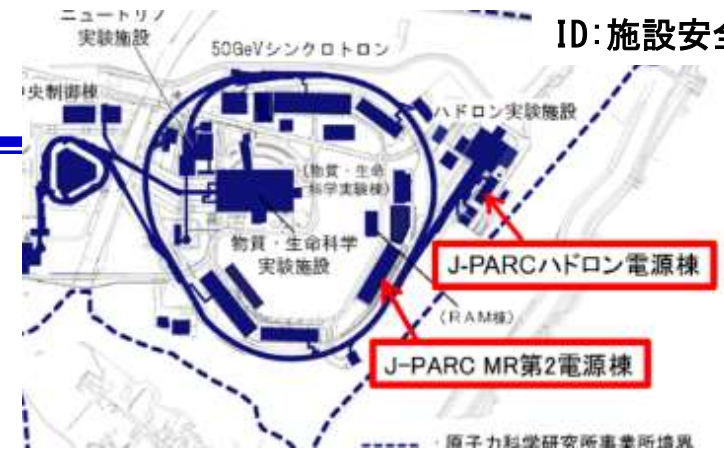 ID:施設安全
ニュートリノ
実験施設
50GeVシンクロトロン
中央制御棟
ハドロン実験施設
(物質・生命
科学実験棟)
物質・生命科学
実験施設
J-PARCハドロン電源棟
(RAM棟)
J-PARC MR第2電源棟
:原子力科学研究所事業所境界